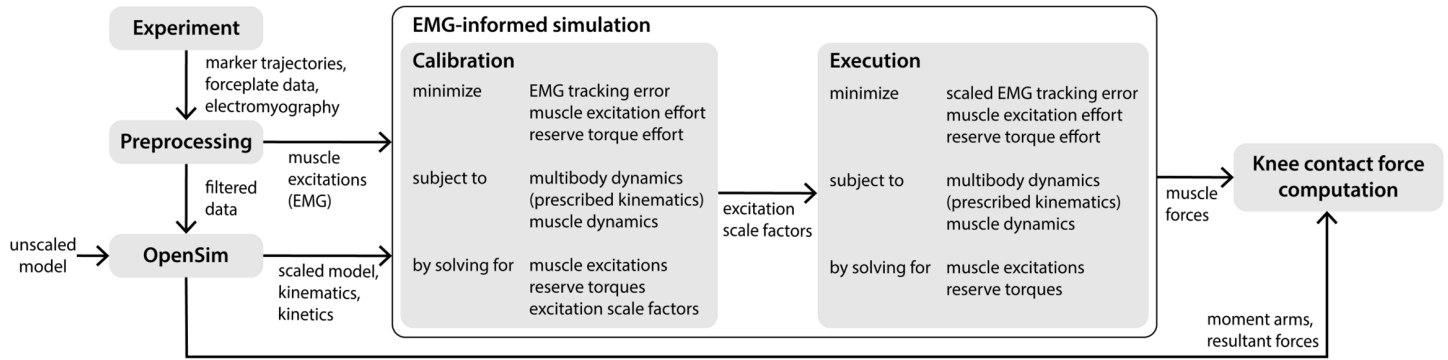 Experiment
marker trajectories,
forceplate data,
electromyography
Preprocessing
muscle
excitations
(EMG)
filtered
data
unscaled
model
OpenSim
scaled model,
kinematics,
kinetics
EMG-informed simulation
Calibration
minimize EMG tracking error
muscle excitation effort
reserve torque effort
subject to multibody dynamics
(prescribed kinematics)
muscle dynamics
by solving for muscle excitations
reserve torques
excitation scale factors
excitation
scale factors
Execution
minimize scaled EMG tracking error
muscle excitation effort
reserve torque effort
subject to multibody dynamics
(prescribed kinematics)
muscle dynamics
by solving for muscle excitations
reserve torques
muscle
forces
Knee contact force
computation
moment arms,
resultant forces